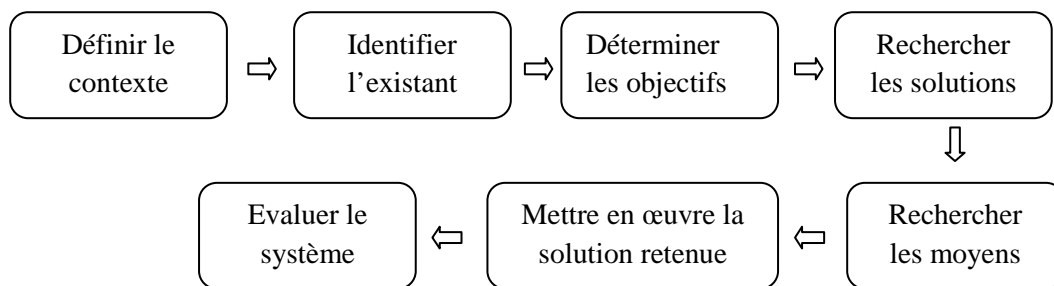 Définir le
contexte
Identifier
l’existant
Déterminer
les objectifs
Rechercher
les solutions
Rechercher
les moyens
Mettre en œuvre la
solution retenue
Evaluer le
système